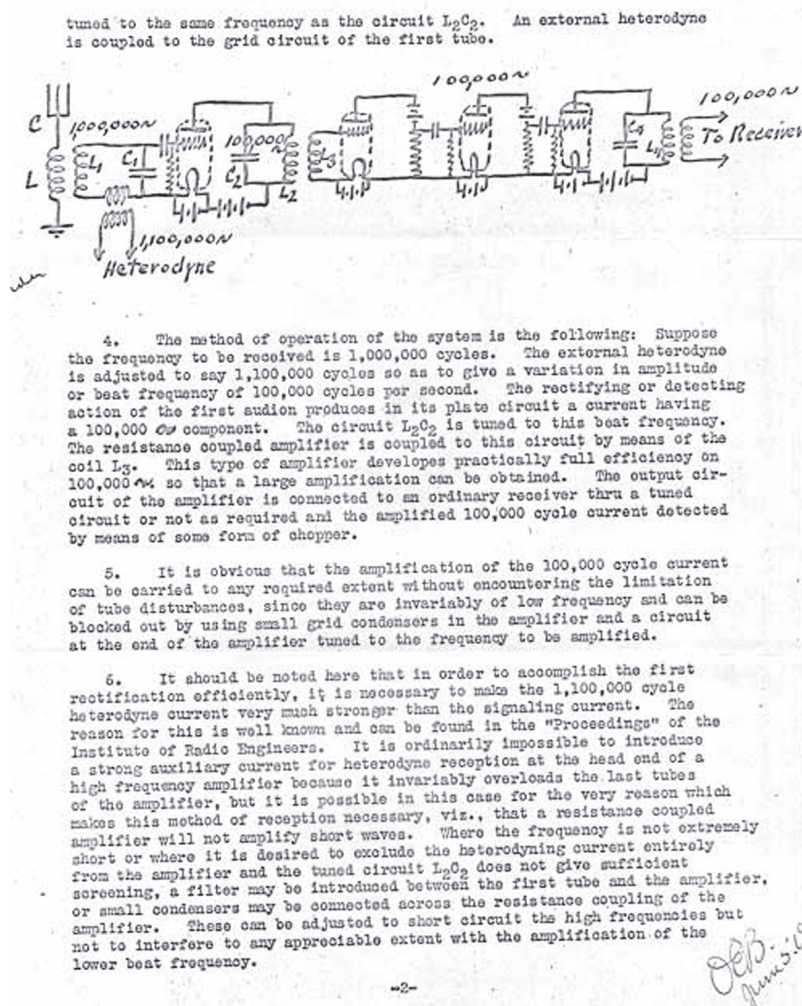 tuned to the same frequency as the circuit L2C2. An external heterodyne
is coupled to the grid circuit of the first tube.
100,000~
C
1,000,000~
100,000~
100,000~
L
L1
C1
C2
L2
L3
C4
L4
To Receiver
1,100,000~
Heterodyne
4. The method of operation of the system is the following: Suppose
the frequency to be received is 1,000,000 cycles. The external heterodyne
is adjusted to say 1,100,000 cycles so as to give a variation in amplitude
or beat frequency of 100,000 cycles per second. The rectifying or detecting
action of the first audion produces in its plate circuit a current having
a 100,000 ~ component. The circuit L2C2 is tuned to this beat frequency.
The resistance coupled amplifier is coupled to this circuit by means of the
coil L3. This type of amplifier developes practically full efficiency on
100,000 ~ so that a large amplification can be obtained. The output cir-
cuit of the amplifier is connected to an ordinary receiver thru a tuned
circuit or not as required and the amplified 100,000 cycle current detected
by means of some form of chopper.
5. It is obvious that the amplification of the 100,000 cycle current
can be carried to any required extent without encountering the limitation
of tube disturbances, since they are invariably of low frequency and can be
blocked out by using small grid condensers in the amplifier and a circuit
at the end of the amplifier tuned to the frequency to be amplified.
6. It should be noted here that in order to accomplish the first
rectification efficiently, it is necessary to make the 1,100,000 cycle
heterodyne current very much stronger than the signaling current. The
reason for this is well known and can be found in the "Proceedings" of the
Institute of Radio Engineers. It is ordinarily impossible to introduce
a strong auxiliary current for heterodyne reception at the head end of a
high frequency amplifier because it invariably overloads the last tubes
of the amplifier, but it is possible in this case for the very reason which
makes this method of reception necessary, viz., that a resistance coupled
amplifier will not amplify short waves. Where the frequency is not extremely
short or where it is desired to exclude the heterodyning current entirely
from the amplifier and the tuned circuit L2C2 does not give sufficient
screening, a filter may be introduced between the first tube and the amplifier,
or small condensers may be connected across the resistance coupling of the
amplifier. These can be adjusted to short circuit the high frequencies but
not to interfere to any appreciable extent with the amplification of the
lower beat frequency.
-2-